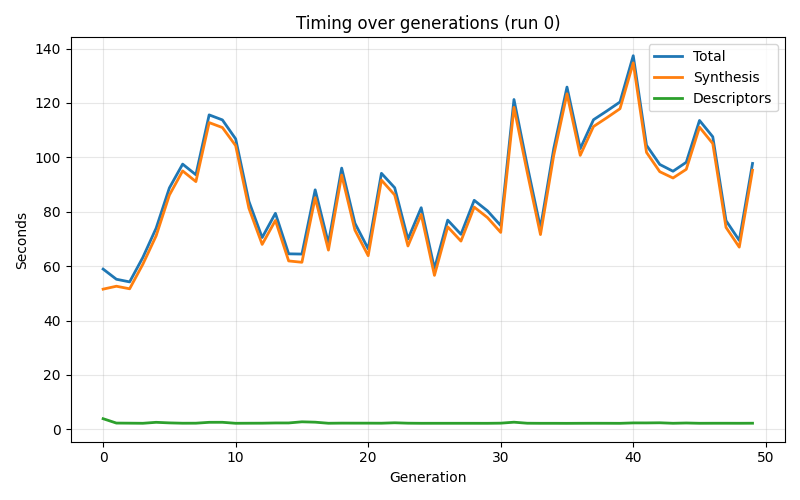 Timing over generations (run 0)
Total
Synthesis
Descriptors
140
120
100
80
60
40
20
0
Seconds
0 10 20 30 40 50
Generation